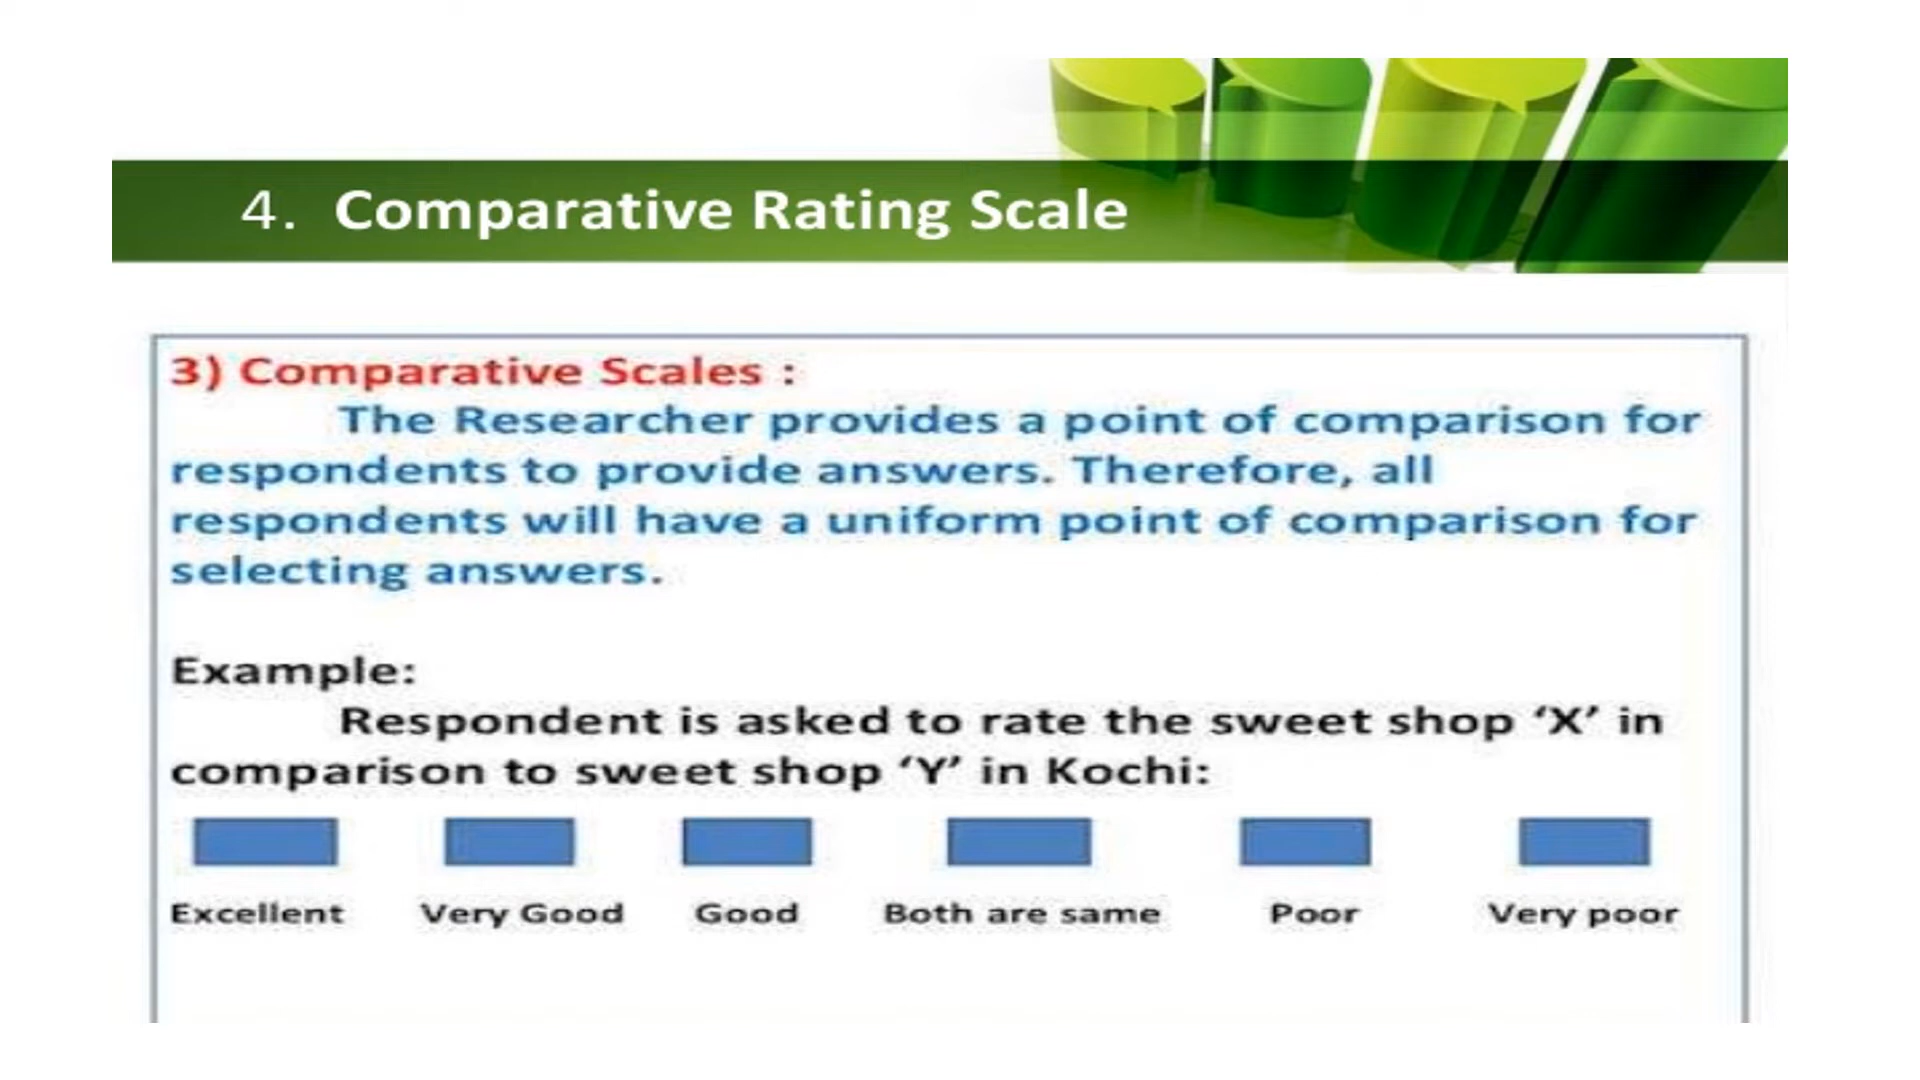 4. Comparative Rating Scale
3) Comparative Scales :
The Researcher provides a point of comparison for
respondents to provide answers. Therefore, all
respondents will have a uniform point of comparison for
selecting answers.
Example:
Respondent is asked to rate the sweet shop ‘X’ in
comparison to sweet shop ‘Y’ in Kochi:
Excellent Very Good Good Both are same Poor Very poor